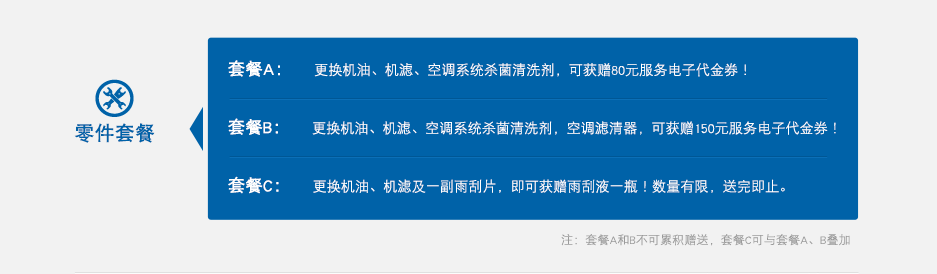 零件套餐
套餐A： 更换机油、机滤、空调系统杀菌清洗剂，可获赠80元服务电子代金券！
套餐B： 更换机油、机滤、空调系统杀菌清洗剂，空调滤清器，可获赠150元服务电子代金券！
套餐C： 更换机油、机滤及一副雨刮片，即可获赠雨刮液一瓶！数量有限，送完即止。
注：套餐A和B不可累积赠送，套餐C可与套餐A、B叠加